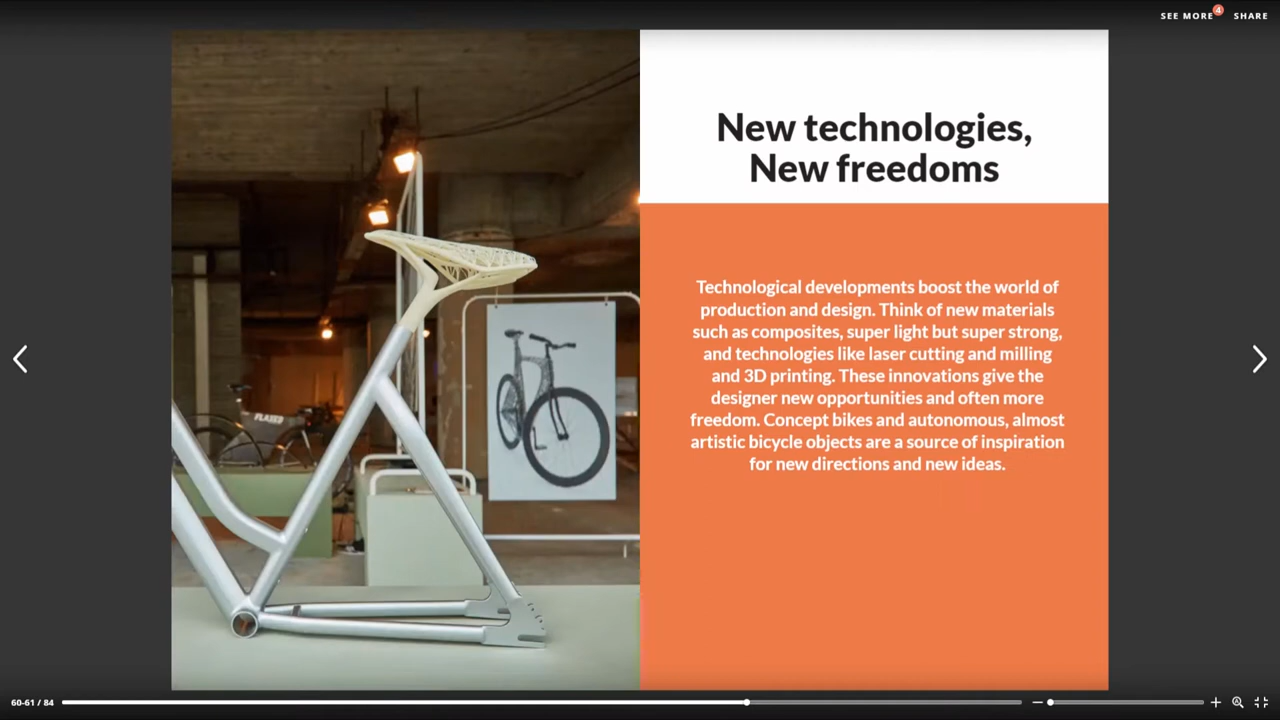 SEE MORE 4 SHARE
New technologies,
New freedoms
Technological developments boost the world of
production and design. Think of new materials
such as composites, super light but super strong,
and technologies like laser cutting and milling
and 3D printing. These innovations give the
designer new opportunities and often more
freedom. Concept bikes and autonomous, almost
artistic bicycle objects are a source of inspiration
for new directions and new ideas.
FLAXED
60-61 / 84